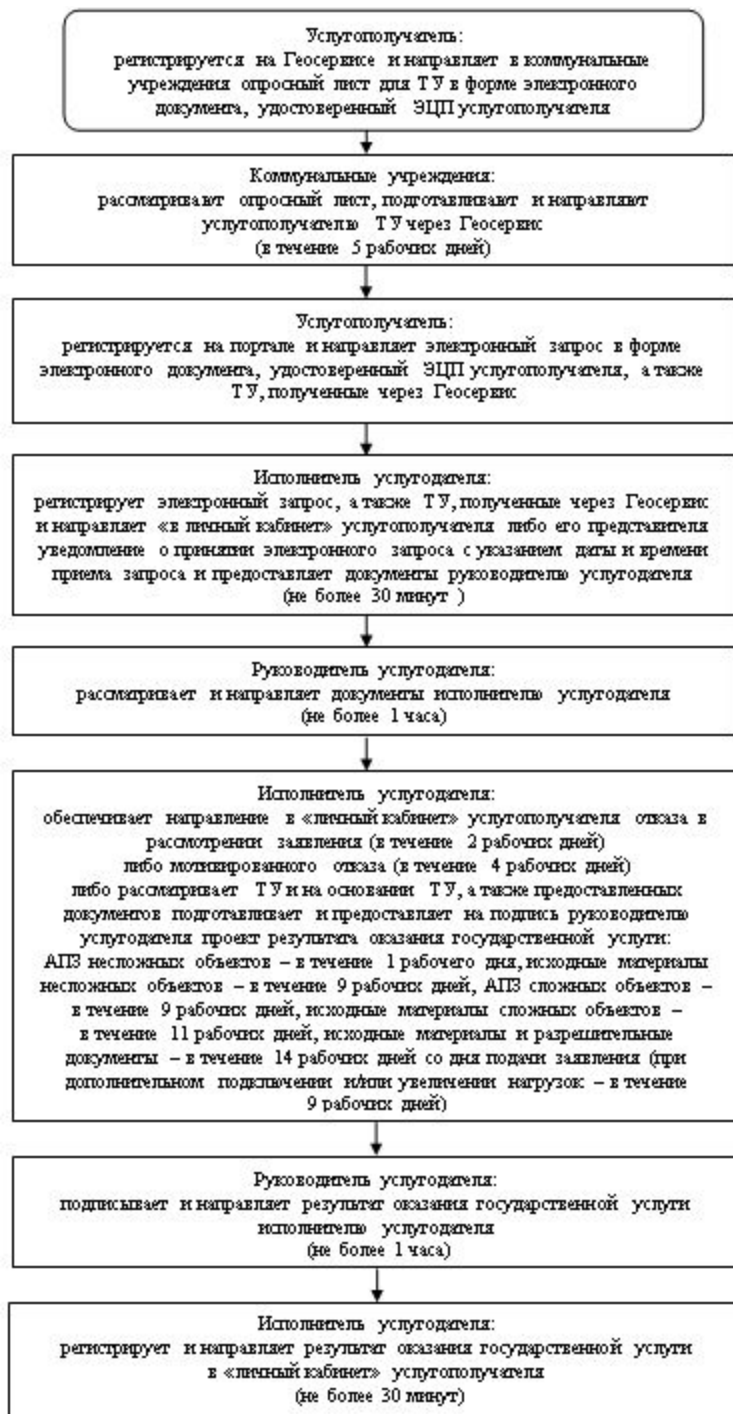 Услугополучатель:
регистрируется на Геосервисе и направляет в коммунальные
учреждения опросный лист для ТУ в форме электронного
документа, удостоверенный ЭЦП услугополучателя
Коммунальные учреждения:
рассматривают опросный лист, подготавливают и направляют
услугополучателю ТУ через Геосервис
(в течение 5 рабочих дней)
Услугополучатель:
регистрируется на портале и направляет электронный запрос в форме
электронного документа, удостоверенный ЭЦП услугополучателя, а также
ТУ, полученные через Геосервис
Исполнитель услугодателя:
регистрирует электронный запрос, а также ТУ, полученные через Геосервис
и направляет «в личный кабинет» услугополучателя либо его представителя
уведомление о принятии электронного запроса с указанием даты и времени
приема запроса и предоставляет документы руководителю услугодателя
(не более 30 минут )
Руководитель услугодателя:
рассматривает и направляет документы исполнителю услугодателя
(не более 1 часа)
Исполнитель услугодателя:
обеспечивает направление в «личный кабинет» услугополучателя отказа в
рассмотрении заявления (в течение 2 рабочих дней)
либо мотивированного отказа (в течение 4 рабочих дней)
либо рассматривает ТУ и на основании ТУ, а также предоставленных
документов подготавливает и предоставляет на подпись руководителю
услугодателя проект результата оказания государственной услуги:
АПЗ несложных объектов – в течение 1 рабочего дня, исходные материалы
несложных объектов – в течение 9 рабочих дней, АПЗ сложных объектов –
в течение 9 рабочих дней, исходные материалы сложных объектов –
в течение 11 рабочих дней, исходные материалы и разрешительные
документы – в течение 14 рабочих дней со дня подачи заявления (при
дополнительном подключении и/или увеличении нагрузок – в течение
9 рабочих дней)
Руководитель услугодателя:
подписывает и направляет результат оказания государственной услуги
исполнителю услугодателя
(не более 1 часа)
Исполнитель услугодателя:
регистрирует и направляет результат оказания государственной услуги
в «личный кабинет» услугополучателя
(не более 30 минут)